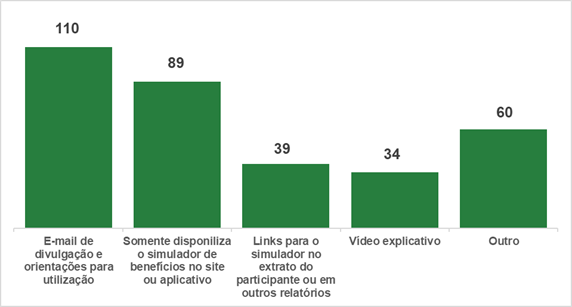 110
89
39
34
60
E-mail de
divulgação e
orientações para
utilização
Somente disponiliza
o simulador de
benefícios no site
ou aplicativo
Links para o
simulador no
extrato do
participante ou em
outros relatórios
Vídeo explicativo
Outro